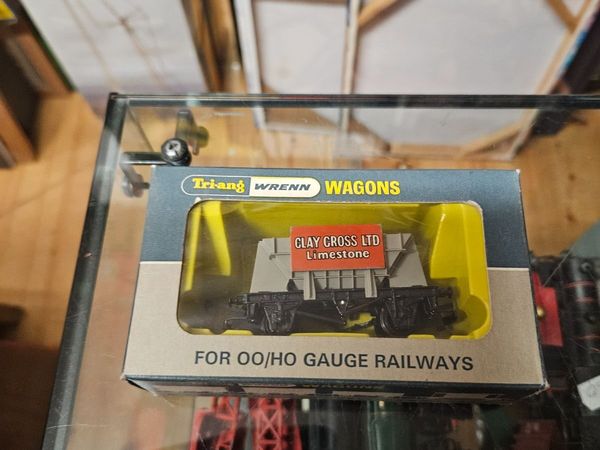 Tri-ang WRENN WAGONS
CLAY CROSS LTD
Limestone
FOR OO/HO GAUGE RAILWAYS